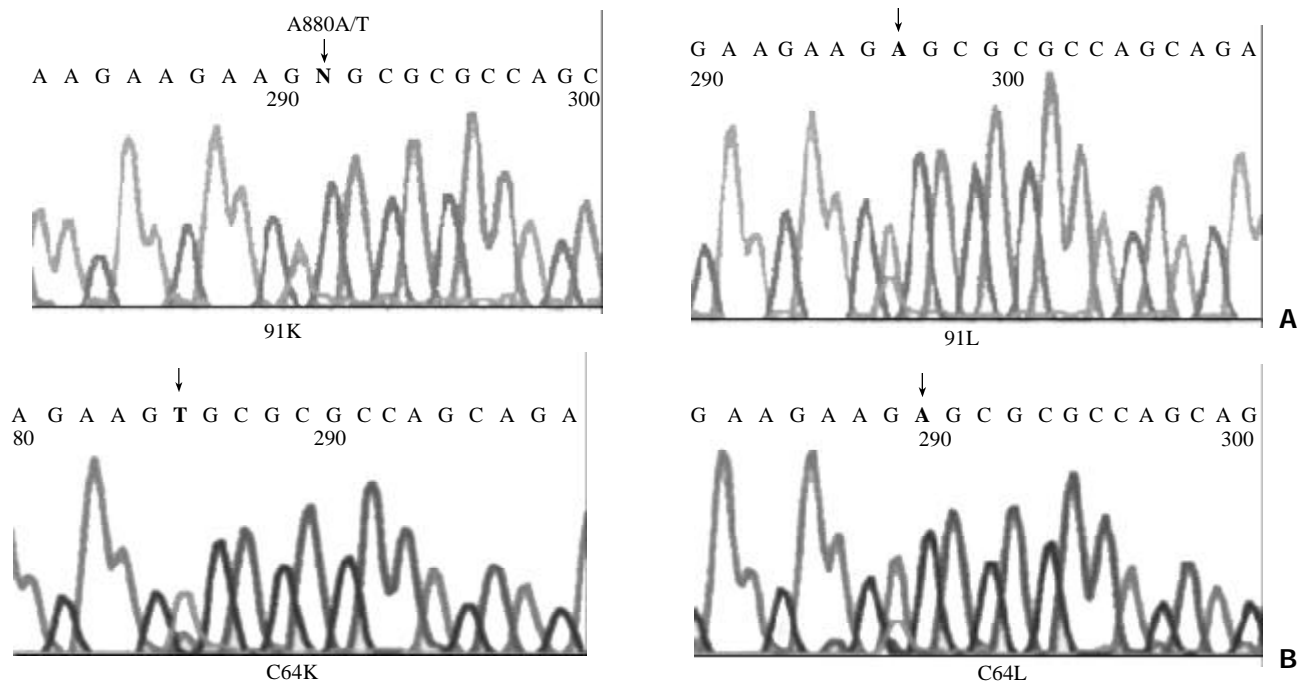 A880A/T
A A G A A G A A G N G C G C G C C A G C
290 300
91K
G A A G A A G A G C G C G C C A G C A G A
290 300
91L
A
A G A A G T G C G C G C C A G C A G A
80 290
C64K
G A A G A A G A G C G C G C C A G C A G
290 300
C64L
B